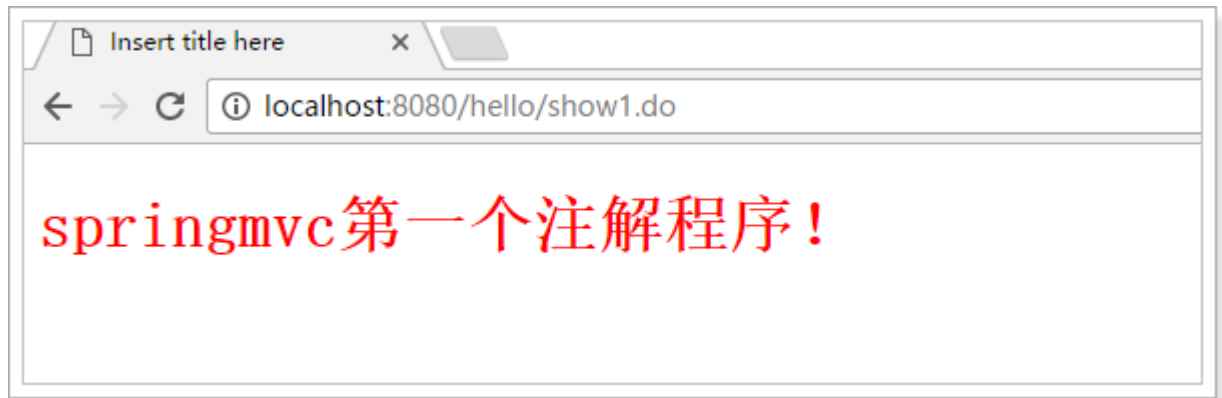 Insert title here
localhost:8080/hello/show1.do
springmvc第一个注解程序！